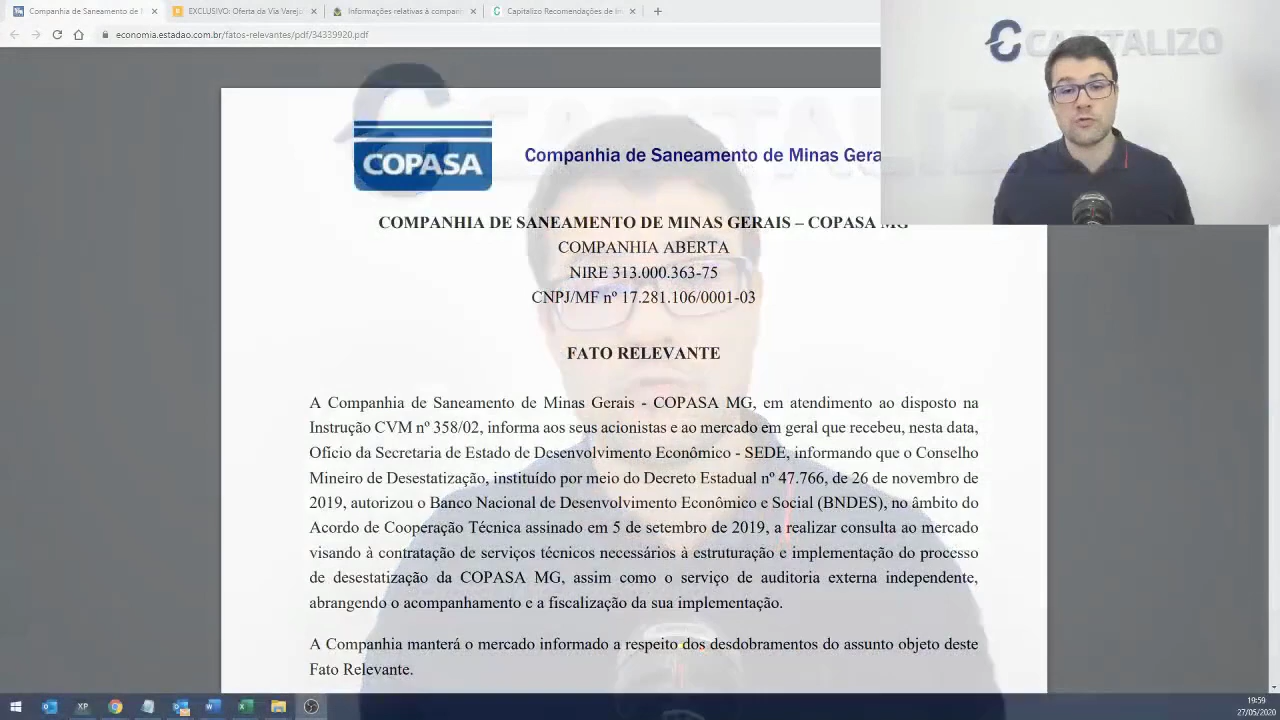 Companhia de Saneamento de M
EXCLUSIVO: Oferta da Via Vareja
Informações relativas à compan
Capitalizo Recomendações de In
economia.estadao.com.br/fatos-relevantes/pdf/34339920.pdf
CAPITALIZO
COPASA
Companhia de Saneamento de Minas Gera
COMPANHIA DE SANEAMENTO DE MINAS GERAIS – COPASA MG
COMPANHIA ABERTA
NIRE 313.000.363-75
CNPJ/MF nº 17.281.106/0001-03
FATO RELEVANTE
A Companhia de Saneamento de Minas Gerais - COPASA MG, em atendimento ao disposto na
Instrução CVM nº 358/02, informa aos seus acionistas e ao mercado em geral que recebeu, nesta data,
Ofício da Secretaria de Estado de Desenvolvimento Econômico - SEDE, informando que o Conselho
Mineiro de Desestatização, instituído por meio do Decreto Estadual nº 47.766, de 26 de novembro de
2019, autorizou o Banco Nacional de Desenvolvimento Econômico e Social (BNDES), no âmbito do
Acordo de Cooperação Técnica assinado em 5 de setembro de 2019, a realizar consulta ao mercado
visando à contratação de serviços técnicos necessários à estruturação e implementação do processo
de desestatização da COPASA MG, assim como o serviço de auditoria externa independente,
abrangendo o acompanhamento e a fiscalização da sua implementação.
A Companhia manterá o mercado informado a respeito dos desdobramentos do assunto objeto deste
Fato Relevante.
XP
19:59
27/05/2020